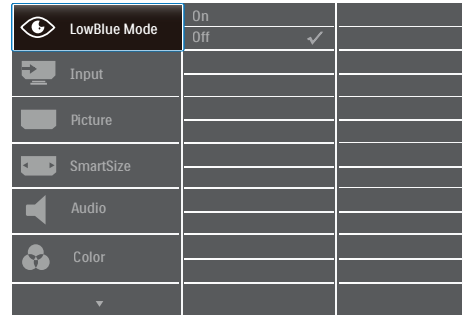 LowBlue Mode
On
Off
Input
Picture
SmartSize
Audio
Color